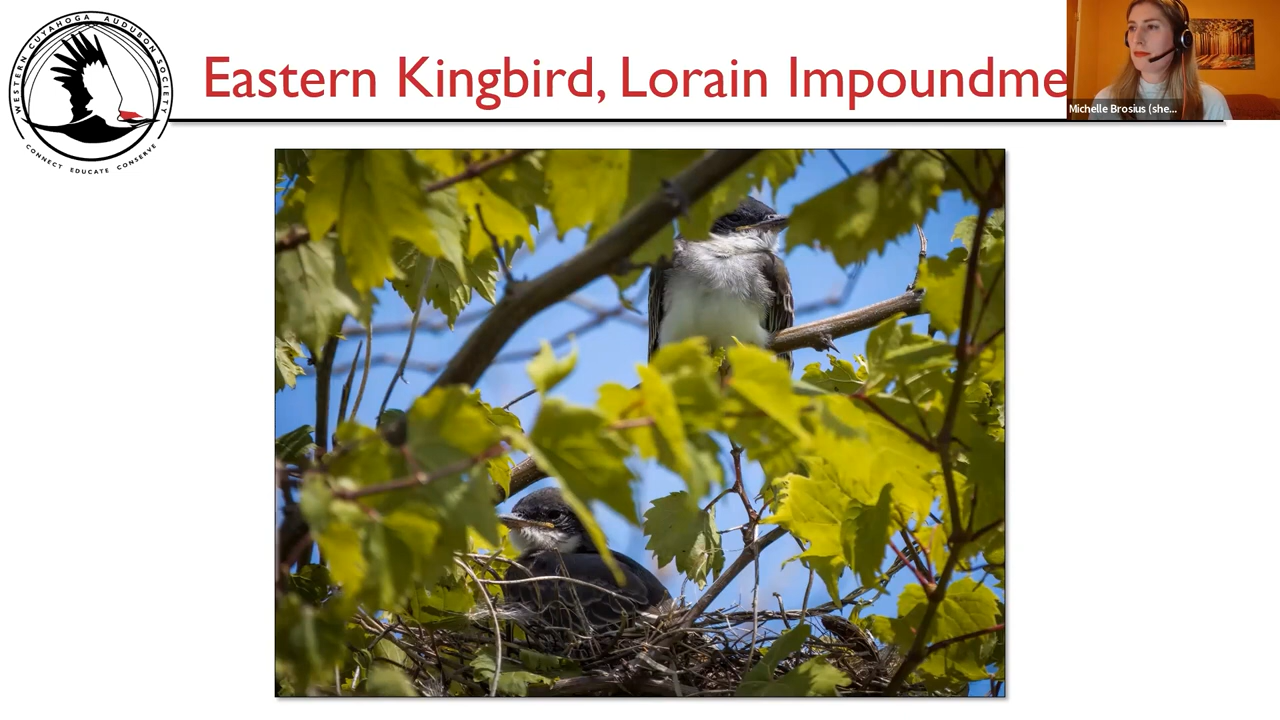 WESTERN CUYAHOGA AUDUBON SOCIETY
CONNECT EDUCATE CONSERVE
Eastern Kingbird, Lorain Impoundme
Michelle Brosius (she...